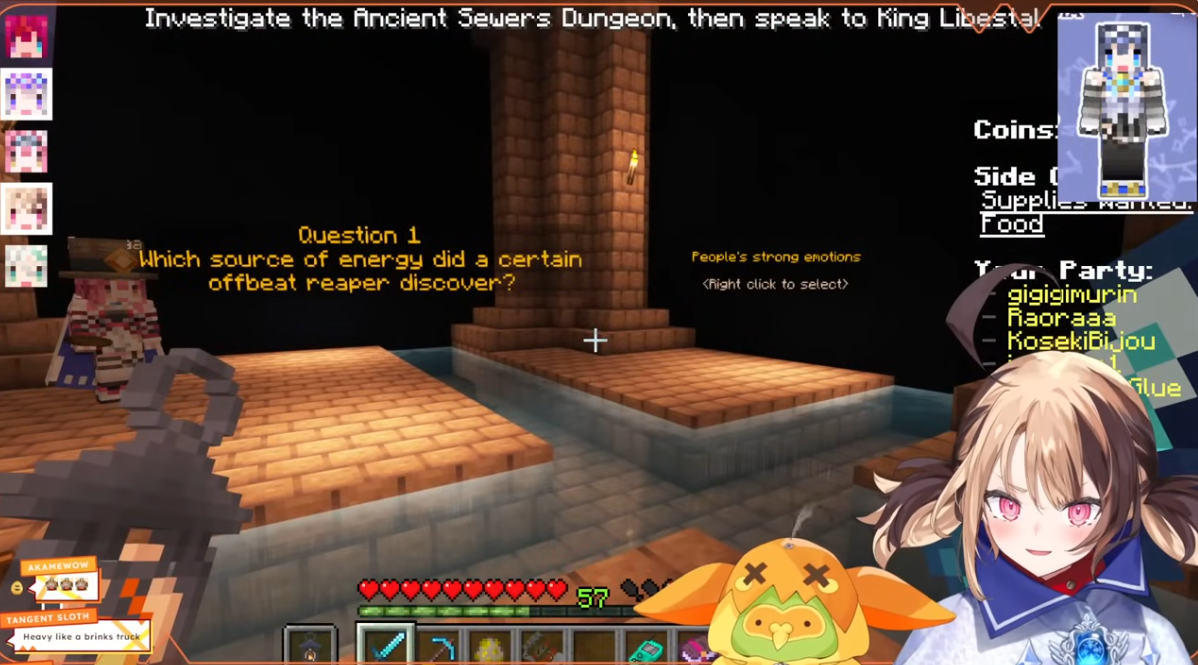 Investigate the Ancient Sewers Dungeon, then speak to King Libestal
Coins:
Side
Supplies Wanted:
Food
Your Party:
gigigimurin
Raoraaa
KosekiBijou
Glue
Question 1
Which source of energy did a certain
offbeat reaper discover?
People's strong emotions
<Right click to select>
57
AKAMEWOW
TANGENT SLOTH
Heavy like a brinks truck